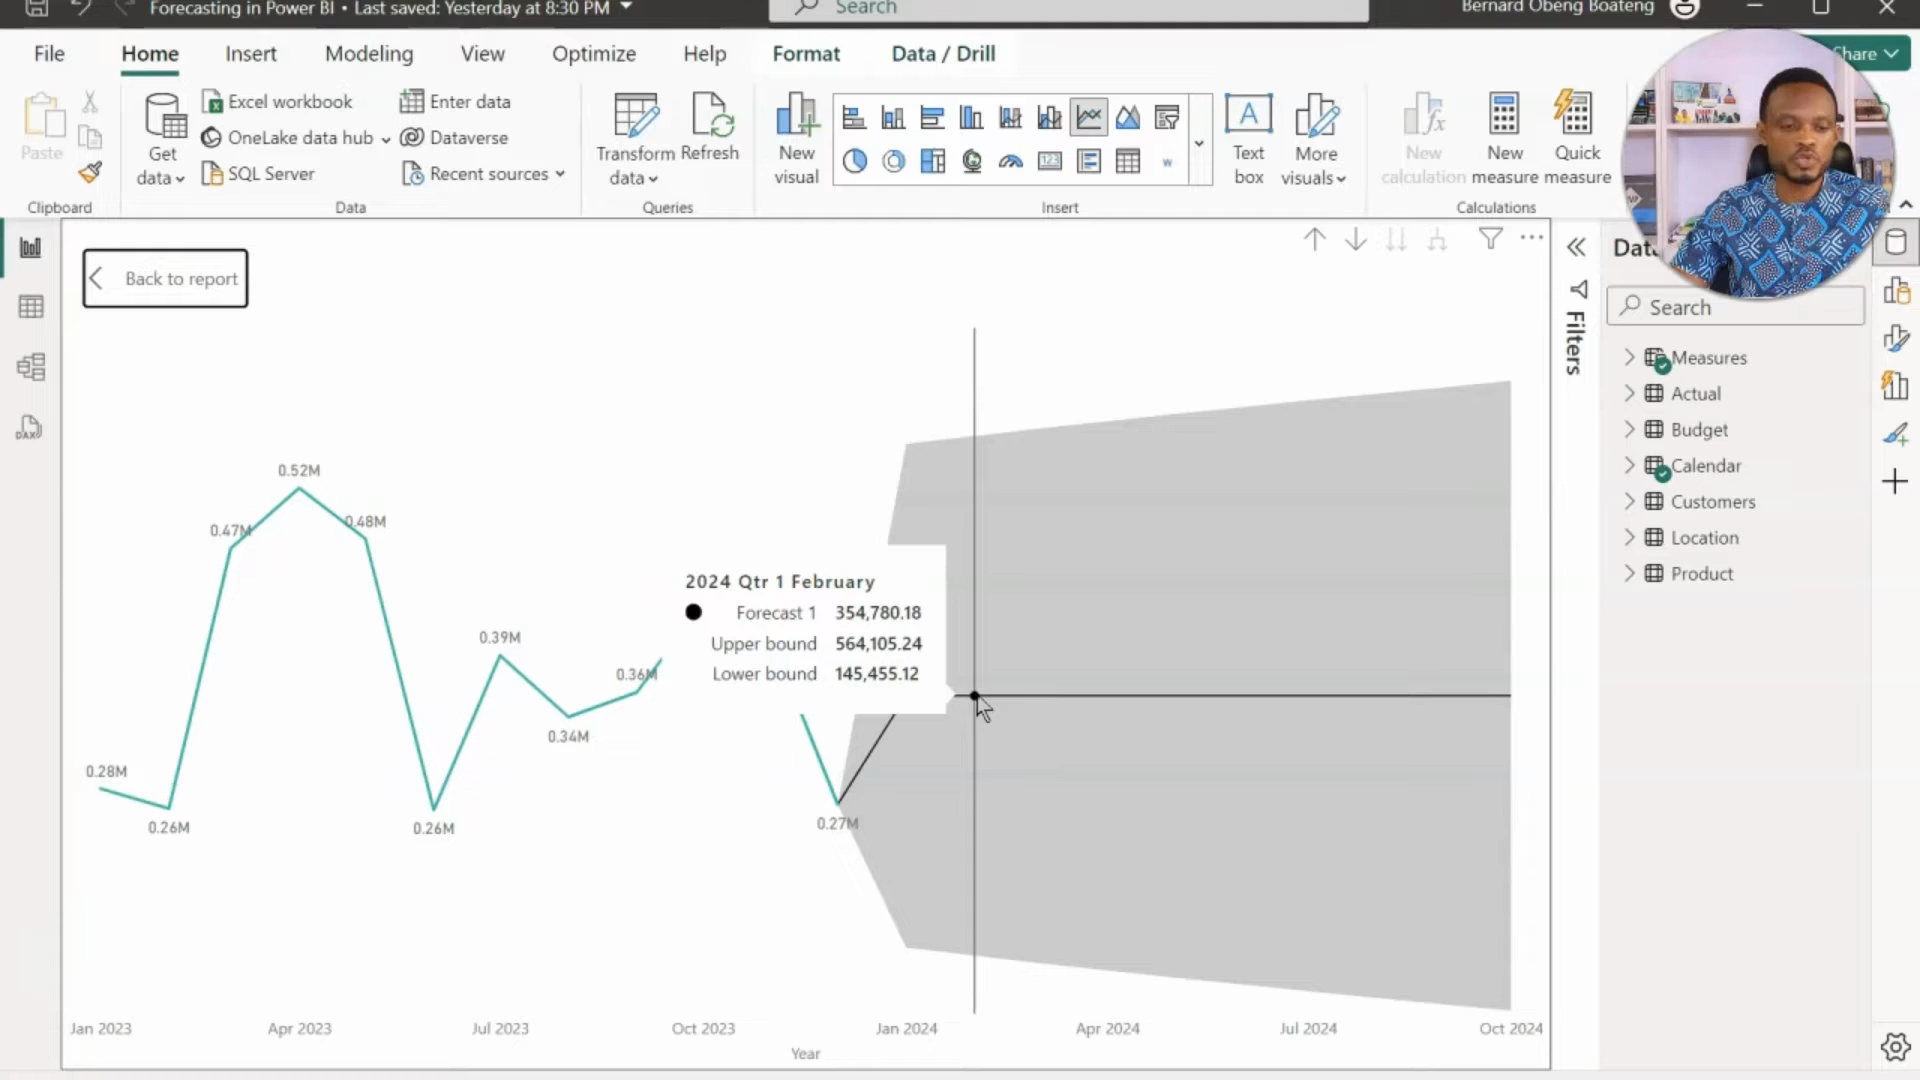 Forecasting in Power BI • Last saved: Yesterday at 8:30 PM
Search
Bernard Obeng Boateng
File
Home
Insert
Modeling
View
Optimize
Help
Format
Data / Drill
Share
Paste
Clipboard
Get
data
Excel workbook
OneLake data hub
SQL Server
Enter data
Dataverse
Recent sources
Data
Transform
data
Refresh
Queries
New
visual
123
Text
box
More
visuals
Insert
New
calculation
New
measure
Quick
measure
Calculations
DAX
Back to report
Filters
Search
Measures
Actual
Budget
Calendar
Customers
Location
Product
0.52M
0.47M
0.48M
0.39M
0.36M
0.34M
0.28M
0.26M
0.26M
0.27M
2024 Qtr 1 February
Forecast 1 354,780.18
Upper bound 564,105.24
Lower bound 145,455.12
Jan 2023
Apr 2023
Jul 2023
Oct 2023
Jan 2024
Apr 2024
Jul 2024
Oct 2024
Year